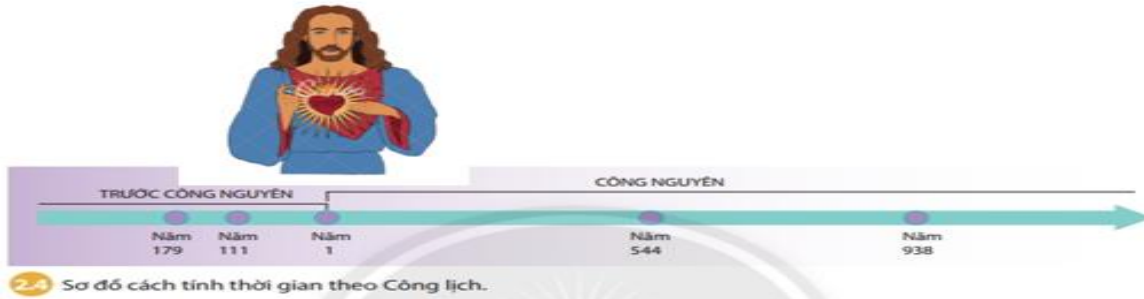 TRƯỚC CÔNG NGUYÊN
CÔNG NGUYÊN
Năm 179
Năm 111
Năm 1
Năm 544
Năm 938
2.4 Sơ đồ cách tính thời gian theo Công lịch.